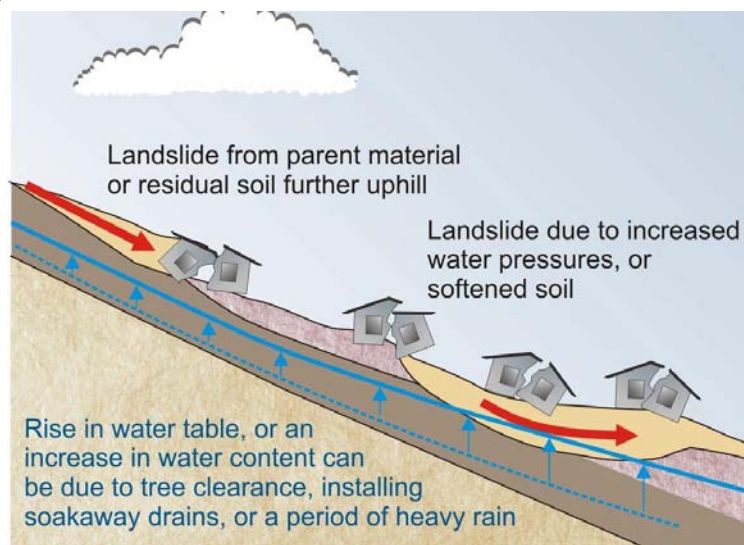 Landslide from parent material
or residual soil further uphill
Landslide due to increased
water pressures, or
softened soil
Rise in water table, or an
increase in water content can
be due to tree clearance, installing
soakaway drains, or a period of heavy rain